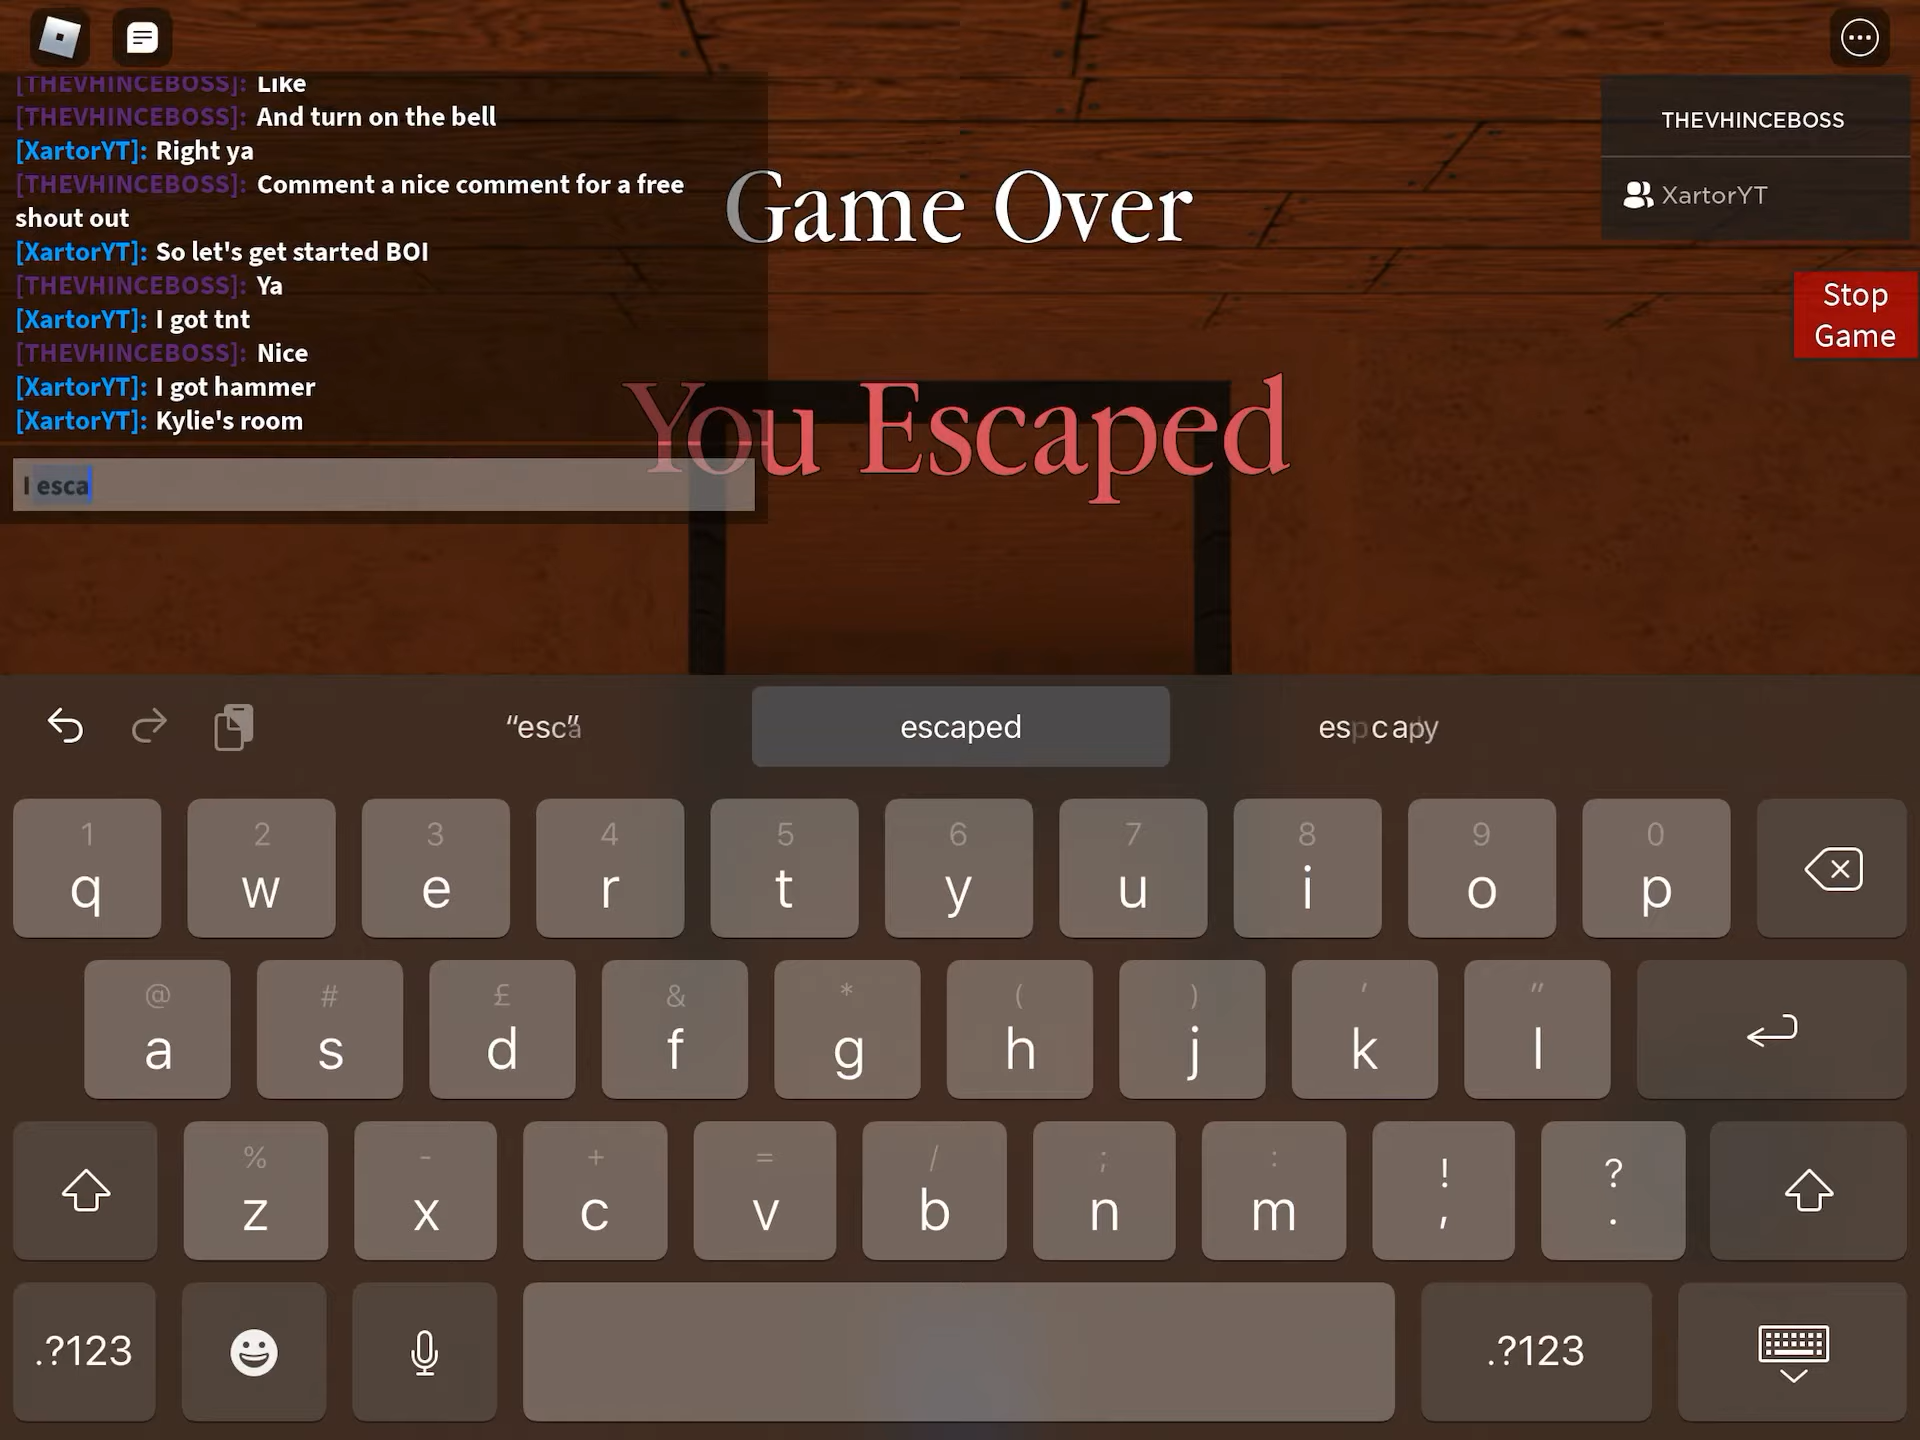 [THEVHINCEBOSS]: Like
[THEVHINCEBOSS]: And turn on the bell
[XartorYT]: Right ya
[THEVHINCEBOSS]: Comment a nice comment for a free
shout out
[XartorYT]: So let's get started BOI
[THEVHINCEBOSS]: Ya
[XartorYT]: I got tnt
[THEVHINCEBOSS]: Nice
[XartorYT]: I got hammer
[XartorYT]: Kylie's room
I esca
Game Over
You Escaped
THEVHINCEBOSS
XartorYT
Stop
Game
escaped
1 2 3 4 5 6 7 8 9 0
q w e r t y u i o p
@ # £ & * ( ) ' "
a s d f g h j k l
% - + = / ; : ! ?
z x c v b n m , .
.?123 .?123